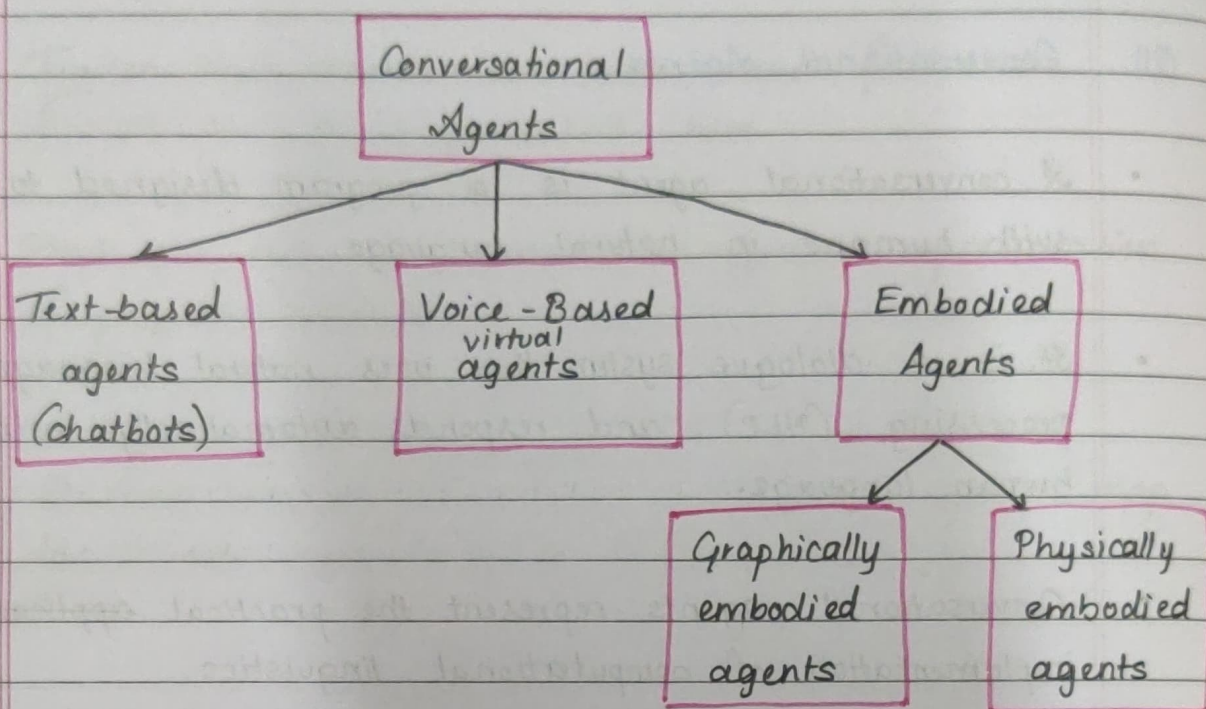 Conversational
Agents
Text-based
agents
(chatbots)
Voice-Based
virtual
agents
Embodied
Agents
Graphically
embodied
agents
Physically
embodied
agents